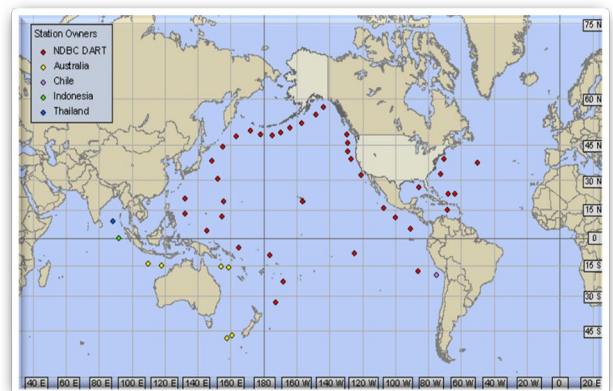 Station Owners
NDBC DART
Australia
Chile
Indonesia
Thailand
75 N
60 N
45 N
30 N
15 N
0
15 S
30 S
45 S
40 E
60 E
80 E
100 E
120 E
140 E
160 E
180 E
160 W
140 W
120 W
100 W
80 W
60 W
40 W
20 W
0
20 E